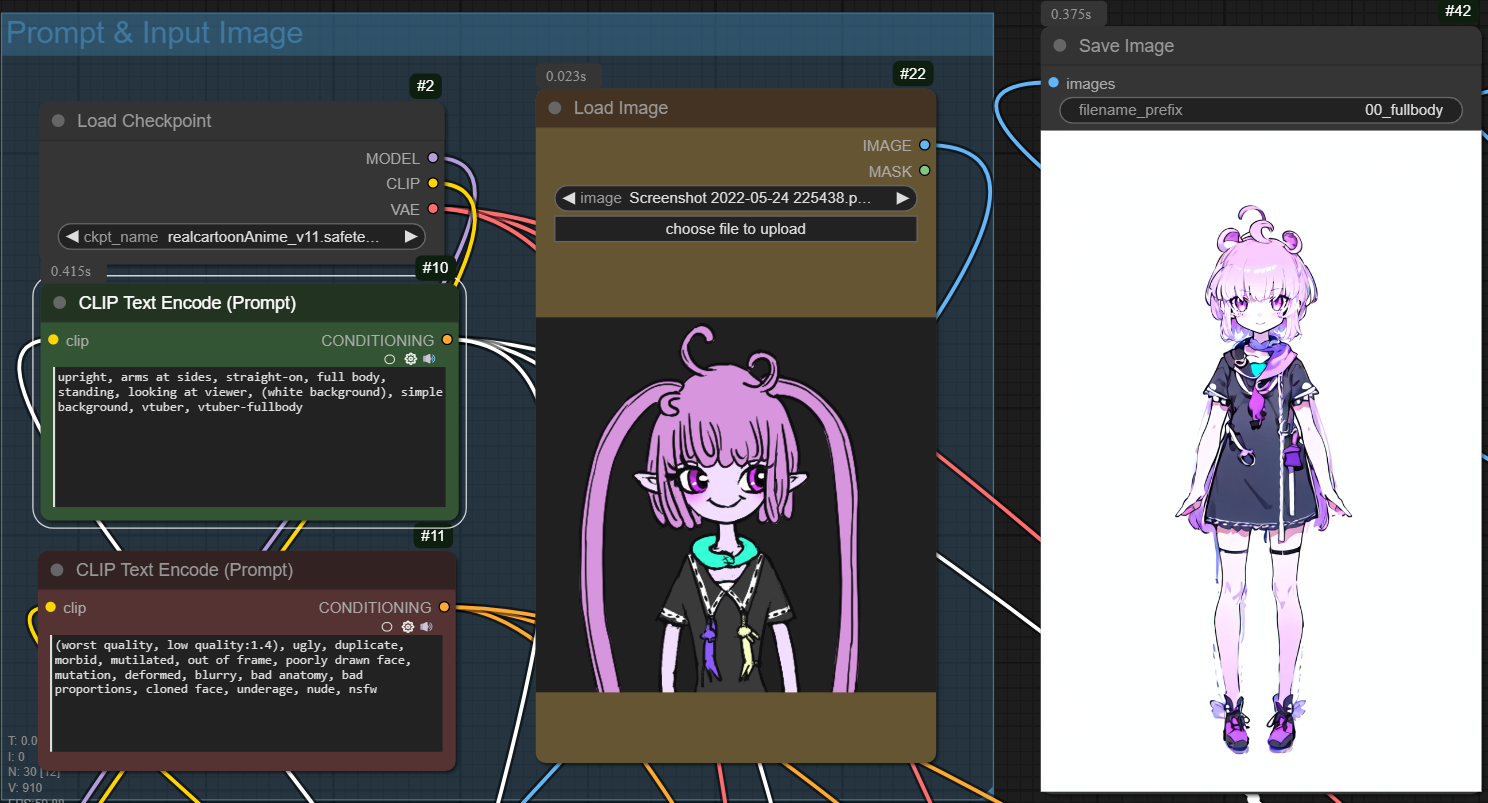 Prompt & Input Image
#2
Load Checkpoint
MODEL
CLIP
VAE
ckpt_name realcartoonAnime_v11.safete...
0.415s
#10
CLIP Text Encode (Prompt)
clip
CONDITIONING
upright, arms at sides, straight-on, full body,
standing, looking at viewer, (white background), simple
background, vtuber, vtuber-fullbody
#11
CLIP Text Encode (Prompt)
clip
CONDITIONING
(worst quality, low quality:1.4), ugly, duplicate,
morbid, mutilated, out of frame, poorly drawn face,
mutation, deformed, blurry, bad anatomy, bad
proportions, cloned face, underage, nude, nsfw
T: 0.0
I: 0
N: 30 [12]
V: 910
0.023s
#22
Load Image
IMAGE
MASK
image Screenshot 2022-05-24 225438.p...
choose file to upload
0.375s
#42
Save Image
images
filename_prefix 00_fullbody